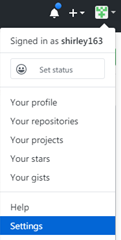 Signed in as shirley163
Set status
Your profile
Your repositories
Your projects
Your stars
Your gists
Help
Settings